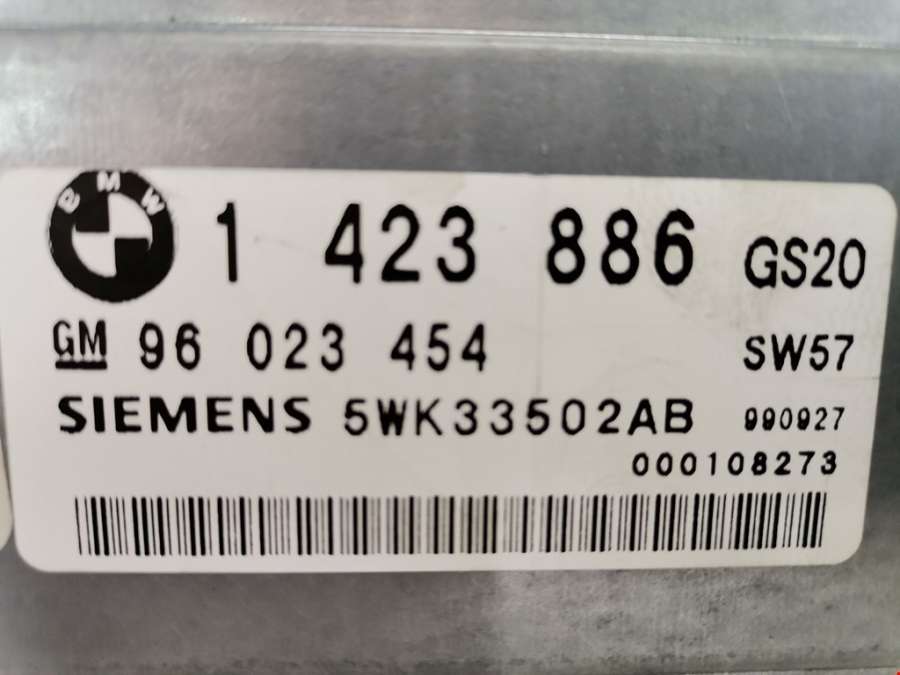 BMW 1 423 886 GS20
GM 96 023 454 SW57
SIEMENS 5WK33502AB 990927
000108273